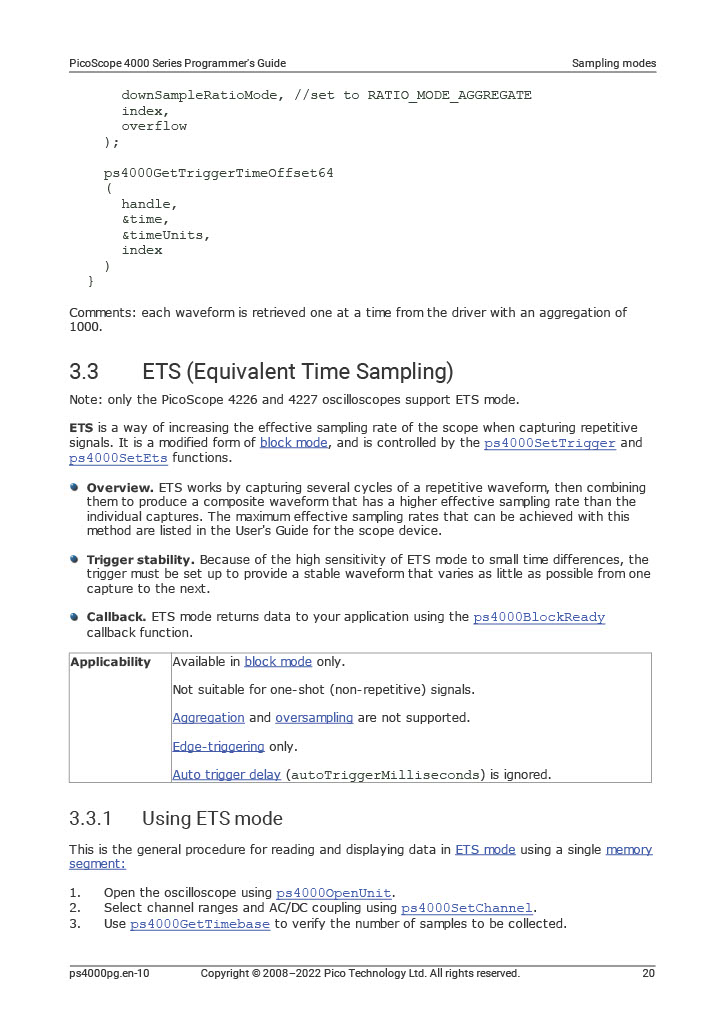 PicoScope 4000 Series Programmer's Guide Sampling modes
downSampleRatioMode, //set to RATIO_MODE_AGGREGATE
index,
overflow
);
ps4000GetTriggerTimeOffset64
(
handle,
&time,
&timeUnits,
index
)
}
Comments: each waveform is retrieved one at a time from the driver with an aggregation of
1000.
3.3 ETS (Equivalent Time Sampling)
Note: only the PicoScope 4226 and 4227 oscilloscopes support ETS mode.
ETS is a way of increasing the effective sampling rate of the scope when capturing repetitive
signals. It is a modified form of block mode, and is controlled by the ps4000SetTrigger and
ps4000SetEts functions.
Overview. ETS works by capturing several cycles of a repetitive waveform, then combining
them to produce a composite waveform that has a higher effective sampling rate than the
individual captures. The maximum effective sampling rates that can be achieved with this
method are listed in the User's Guide for the scope device.
Trigger stability. Because of the high sensitivity of ETS mode to small time differences, the
trigger must be set up to provide a stable waveform that varies as little as possible from one
capture to the next.
Callback. ETS mode returns data to your application using the ps4000BlockReady
callback function.
Applicability Available in block mode only.
Not suitable for one-shot (non-repetitive) signals.
Aggregation and oversampling are not supported.
Edge-triggering only.
Auto trigger delay (autoTriggerMilliseconds) is ignored.
3.3.1 Using ETS mode
This is the general procedure for reading and displaying data in ETS mode using a single memory
segment:
1. Open the oscilloscope using ps4000OpenUnit.
2. Select channel ranges and AC/DC coupling using ps4000SetChannel.
3. Use ps4000GetTimebase to verify the number of samples to be collected.
ps4000pg.en-10 Copyright © 2008–2022 Pico Technology Ltd. All rights reserved. 20